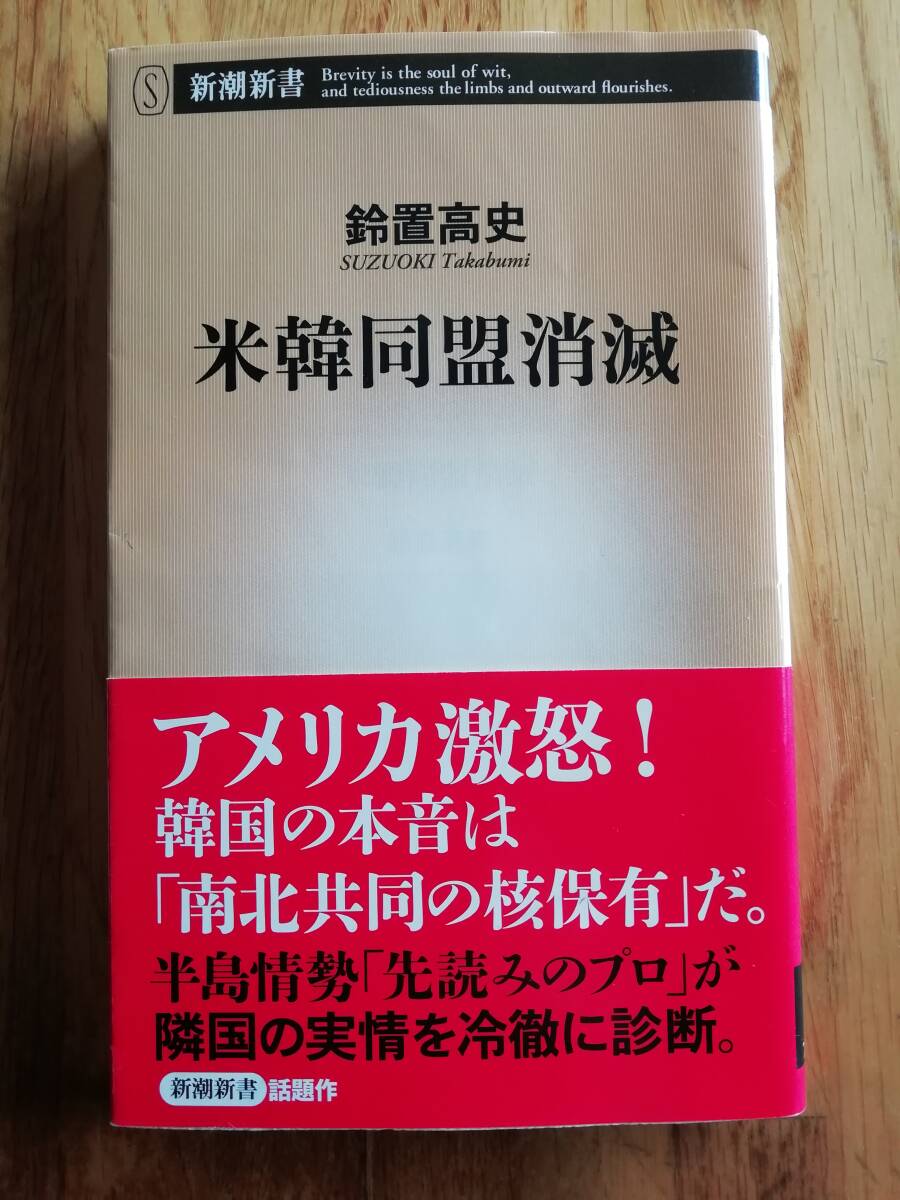 S
新潮新書
Brevity is the soul of wit,
and tediousness the limbs and outward flourishes.
鈴置高史
SUZUOKI Takabumi
米韓同盟消滅
アメリカ激怒!
韓国の本音は
「南北共同の核保有」だ。
半島情勢「先読みのプロ」が
隣国の実情を冷徹に診断。
新潮新書 話題作